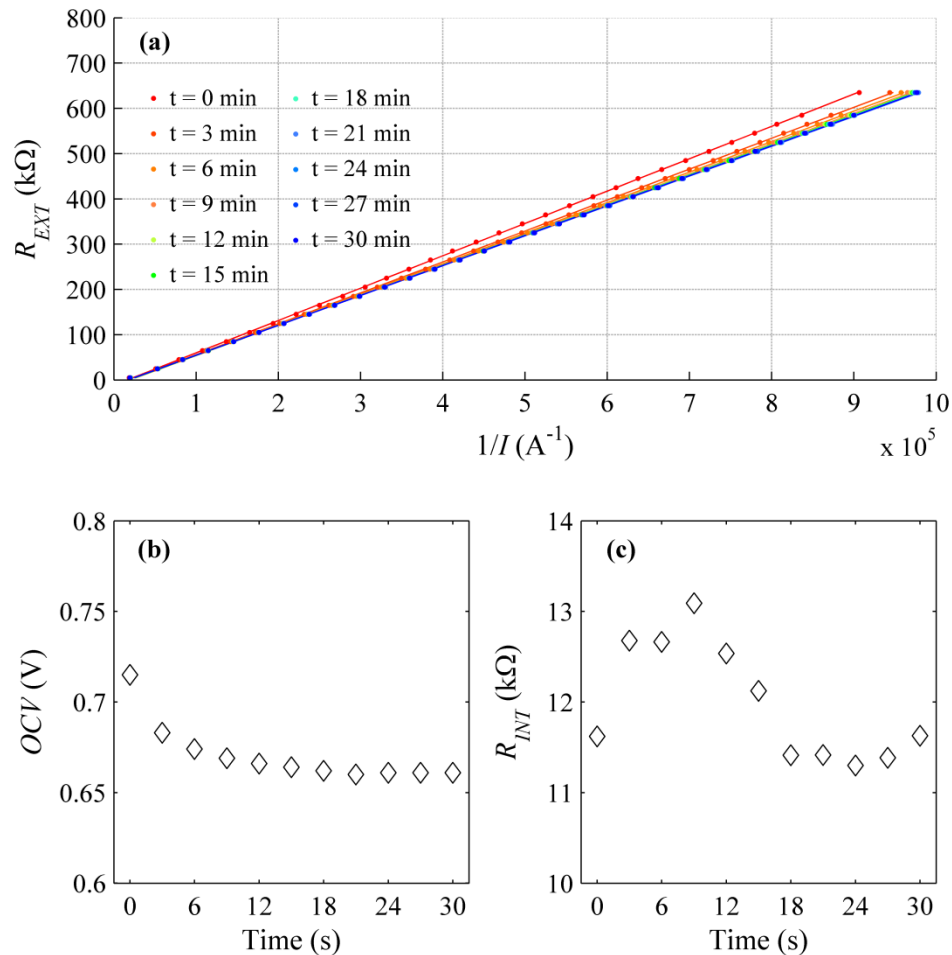 (a)
800
700
600
500
400
300
200
100
0
R_EXT (kΩ)
t = 0 min
t = 3 min
t = 6 min
t = 9 min
t = 12 min
t = 15 min
t = 18 min
t = 21 min
t = 24 min
t = 27 min
t = 30 min
0 1 2 3 4 5 6 7 8 9 10
1/I (A⁻¹)
x 10⁵
(b)
0.8
0.75
0.7
0.65
0.6
OCV (V)
0 6 12 18 24 30
Time (s)
(c)
14
13
12
11
10
R_INT (kΩ)
0 6 12 18 24 30
Time (s)